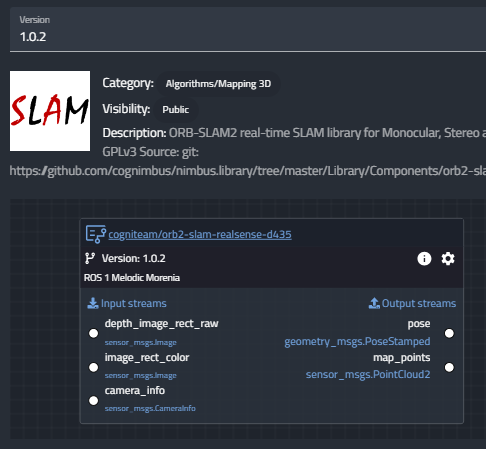 Version
1.0.2
SLAM
Category: Algorithms/Mapping 3D
Visibility: Public
Description: ORB-SLAM2 real-time SLAM library for Monocular, Stereo a
GPLv3 Source: git:
https://github.com/cognimbus/nimbus.library/tree/master/Library/Components/orb2-sla
cogniteam/orb2-slam-realsense-d435
Version: 1.0.2
ROS 1 Melodic Morenia
Input streams
Output streams
depth_image_rect_raw
sensor_msgs.Image
pose
geometry_msgs.PoseStamped
image_rect_color
sensor_msgs.Image
map_points
sensor_msgs.PointCloud2
camera_info
sensor_msgs.CameraInfo